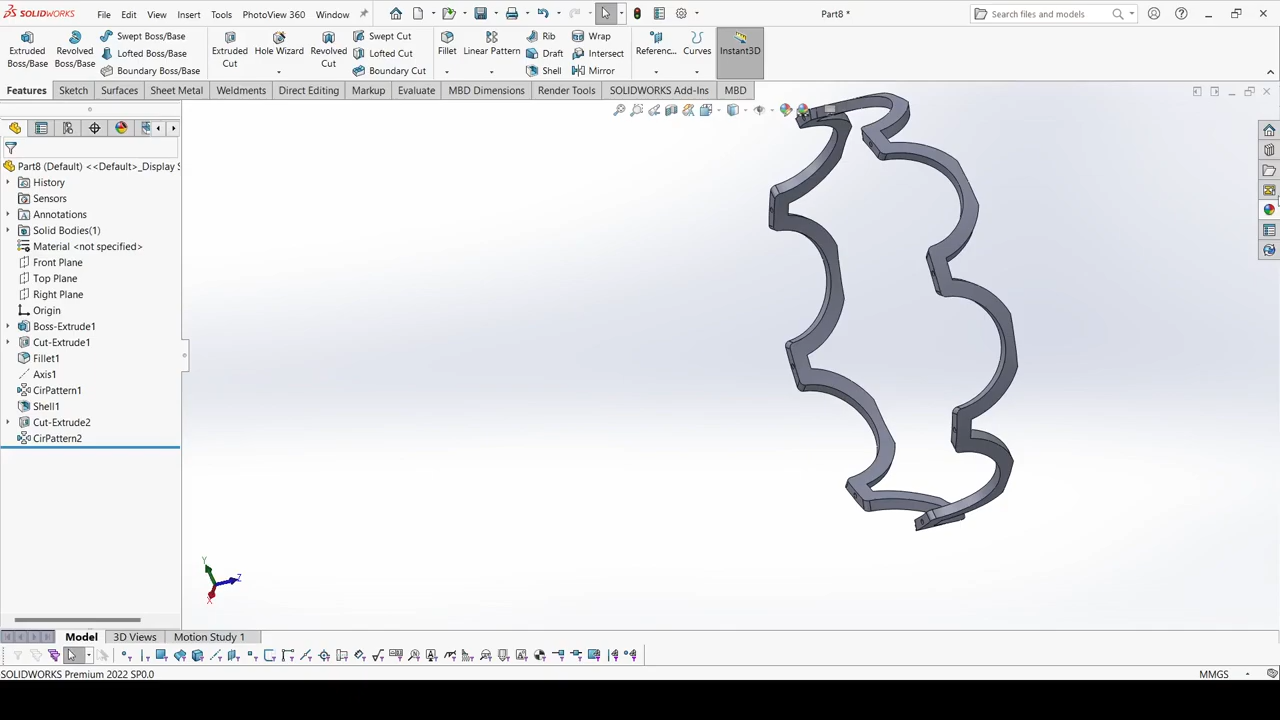 SOLIDWORKS File Edit View Insert Tools PhotoView 360 Window Part8 * Search files and models
Extruded Boss/Base
Revolved Boss/Base
Swept Boss/Base
Lofted Boss/Base
Boundary Boss/Base
Extruded Cut
Hole Wizard
Revolved Cut
Swept Cut
Lofted Cut
Boundary Cut
Fillet
Linear Pattern
Rib
Draft
Shell
Wrap
Intersect
Mirror
Referenc...
Curves
Instant3D
Features Sketch Surfaces Sheet Metal Weldments Direct Editing Markup Evaluate MBD Dimensions Render Tools SOLIDWORKS Add-Ins MBD
Part8 (Default) <<Default>_Display S
History
Sensors
Annotations
Solid Bodies(1)
Material <not specified>
Front Plane
Top Plane
Right Plane
Origin
Boss-Extrude1
Cut-Extrude1
Fillet1
Axis1
CirPattern1
Shell1
Cut-Extrude2
CirPattern2
Y
Z
X
Model 3D Views Motion Study 1
SOLIDWORKS Premium 2022 SP0.0 MMGS